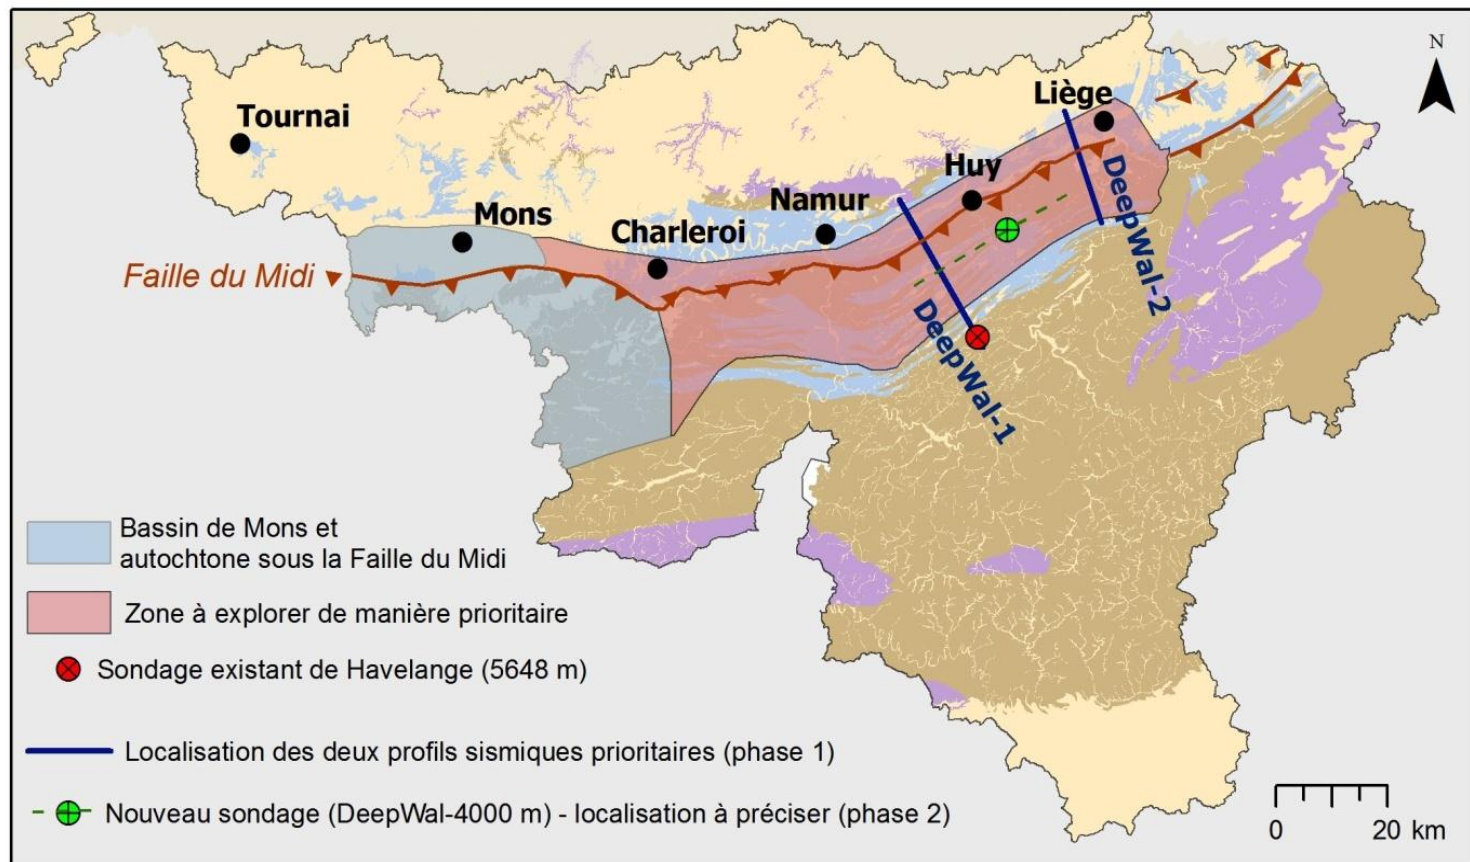 N
Tournai
Liège
Huy
Mons
Namur
Charleroi
Faille du Midi
DeepWal-2
DeepWal-1
Bassin de Mons et
autochtone sous la Faille du Midi
Zone à explorer de manière prioritaire
Sondage existant de Havelange (5648 m)
Localisation des deux profils sismiques prioritaires (phase 1)
Nouveau sondage (DeepWal-4000 m) - localisation à préciser (phase 2)
0 20 km